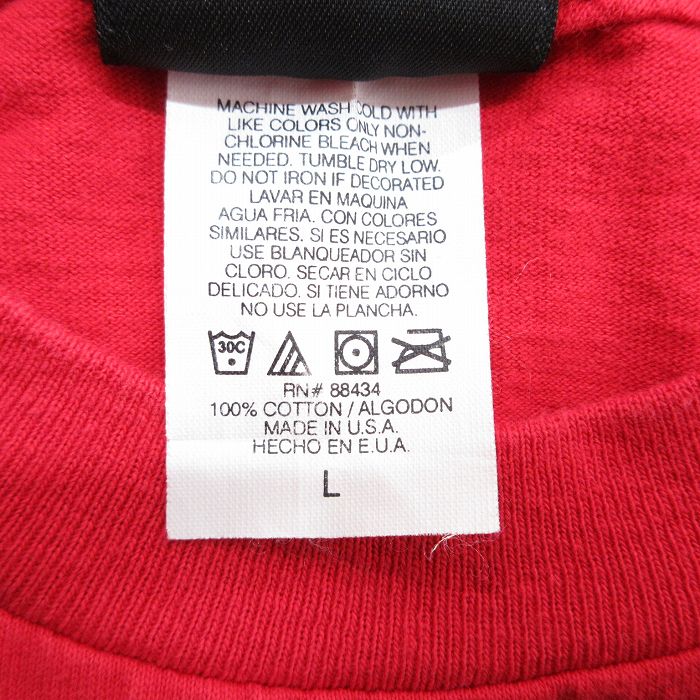 MACHINE WASH COLD WITH
LIKE COLORS ONLY NON-
CHLORINE BLEACH WHEN
NEEDED. TUMBLE DRY LOW.
DO NOT IRON IF DECORATED
LAVAR EN MAQUINA
AGUA FRIA. CON COLORES
SIMILARES. SI ES NECESARIO
USE BLANQUEADOR SIN
CLORO. SECAR EN CICLO
DELICADO. SI TIENE ADORNO
NO USE LA PLANCHA.
30C
RN# 88434
100% COTTON / ALGODON
MADE IN U.S.A.
HECHO EN E.U.A.
L